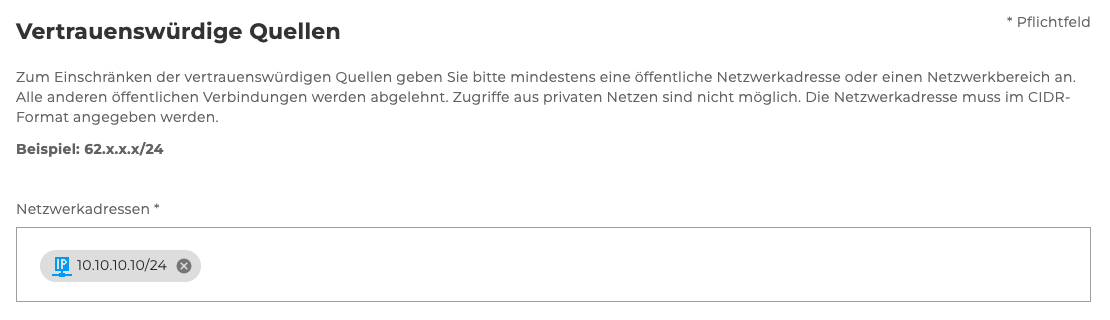 Vertrauenswürdige Quellen
* Pflichtfeld
Zum Einschränken der vertrauenswürdigen Quellen geben Sie bitte mindestens eine öffentliche Netzwerkadresse oder einen Netzwerkbereich an.
Alle anderen öffentlichen Verbindungen werden abgelehnt. Zugriffe aus privaten Netzen sind nicht möglich. Die Netzwerkadresse muss im CIDR-
Format angegeben werden.
Beispiel: 62.x.x.x/24
Netzwerkadressen *
IP 10.10.10.10/24